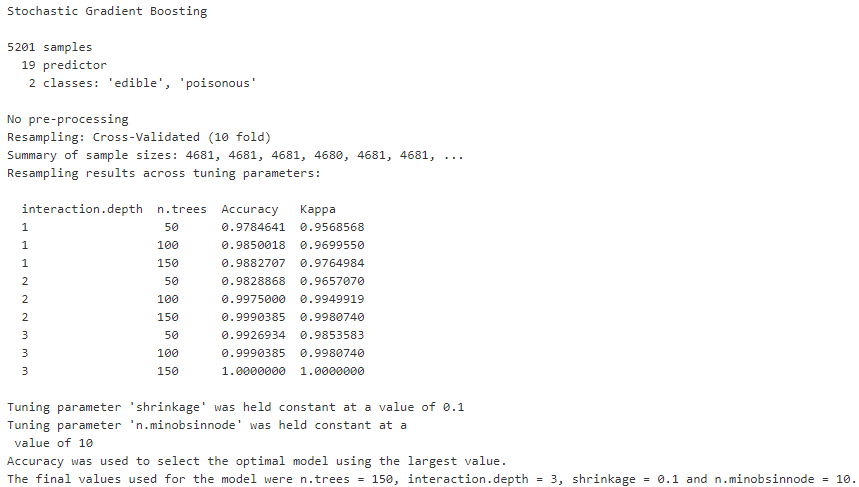 Stochastic Gradient Boosting
5201 samples
19 predictor
2 classes: 'edible', 'poisonous'
No pre-processing
Resampling: Cross-Validated (10 fold)
Summary of sample sizes: 4681, 4681, 4681, 4680, 4681, 4681, ...
Resampling results across tuning parameters:
interaction.depth n.trees Accuracy Kappa
1 50 0.9784641 0.9568568
1 100 0.9850018 0.9699550
1 150 0.9882707 0.9764984
2 50 0.9828868 0.9657070
2 100 0.9975000 0.9949919
2 150 0.9990385 0.9980740
3 50 0.9926934 0.9853583
3 100 0.9990385 0.9980740
3 150 1.0000000 1.0000000
Tuning parameter 'shrinkage' was held constant at a value of 0.1
Tuning parameter 'n.minobsinnode' was held constant at a
value of 10
Accuracy was used to select the optimal model using the largest value.
The final values used for the model were n.trees = 150, interaction.depth = 3, shrinkage = 0.1 and n.minobsinnode = 10.